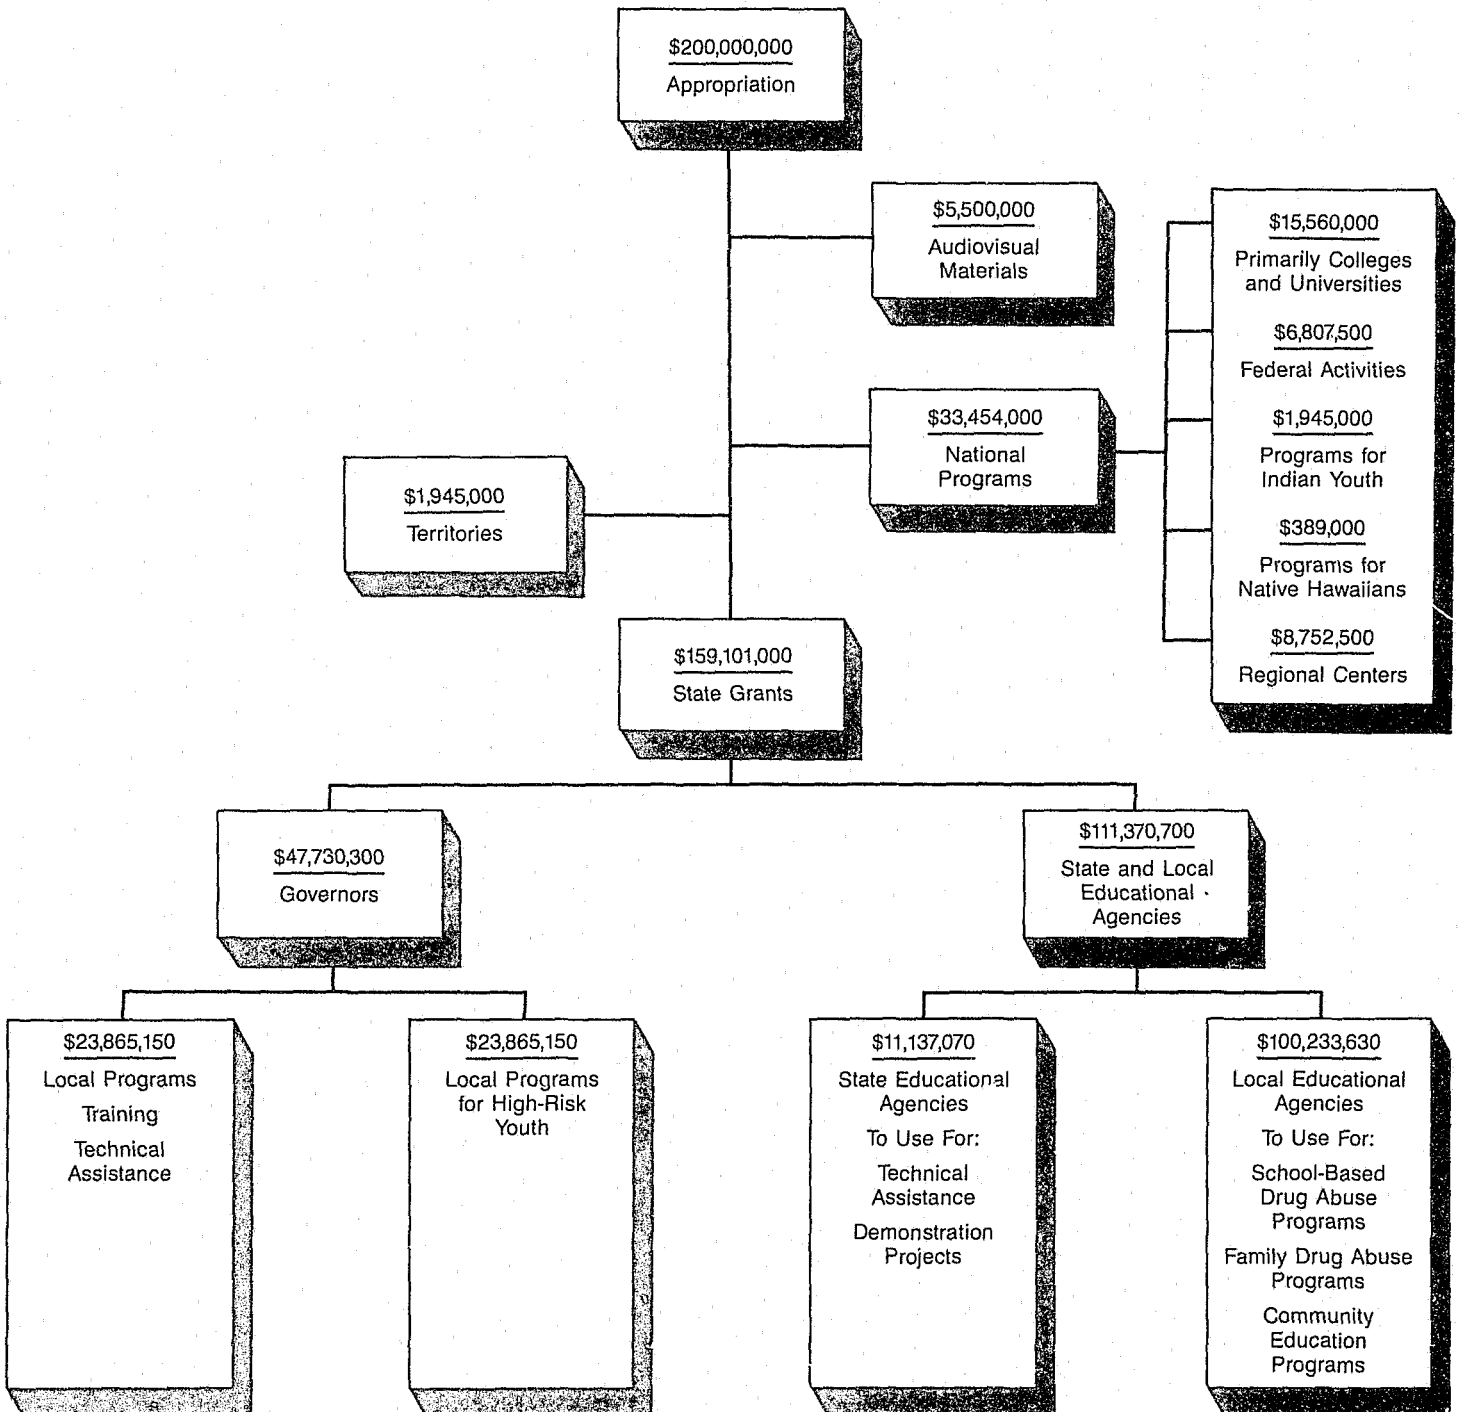 $200,000,000
Appropriation
$5,500,000
Audiovisual
Materials
$33,454,000
National
Programs
$15,560,000
Primarily Colleges
and Universities
$6,807,500
Federal Activities
$1,945,000
Programs for
Indian Youth
$389,000
Programs for
Native Hawaiians
$8,752,500
Regional Centers
$1,945,000
Territories
$159,101,000
State Grants
$47,730,300
Governors
$111,370,700
State and Local
Educational
Agencies
$23,865,150
Local Programs
Training
Technical
Assistance
$23,865,150
Local Programs
for High-Risk
Youth
$11,137,070
State Educational
Agencies
To Use For:
Technical
Assistance
Demonstration
Projects
$100,233,630
Local Educational
Agencies
To Use For:
School-Based
Drug Abuse
Programs
Family Drug Abuse
Programs
Community
Education
Programs